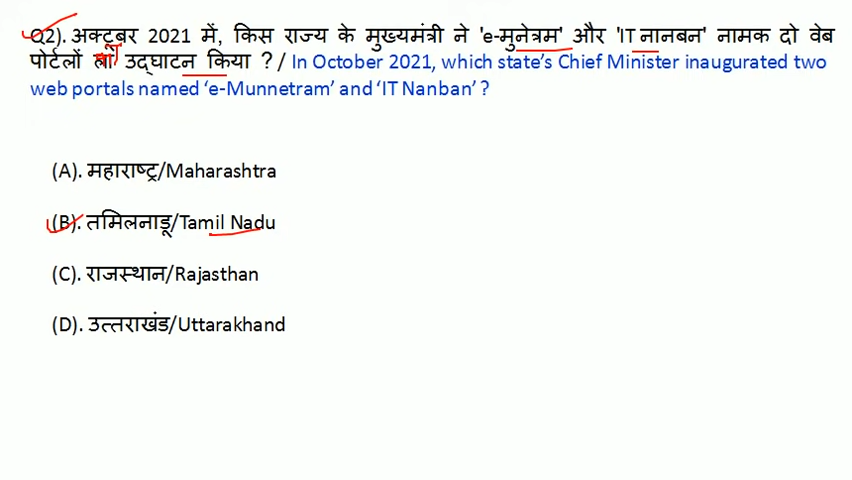 Q2). अक्टूबर 2021 में, किस राज्य के मुख्यमंत्री ने 'e-मुनेत्रम' और 'IT नानबन' नामक दो वेब
पोर्टलों का उद्घाटन किया ? / In October 2021, which state's Chief Minister inaugurated two
web portals named ‘e-Munnetram’ and ‘IT Nanban’ ?
(A). महाराष्ट्र/Maharashtra
(B). तमिलनाडू/Tamil Nadu
(C). राजस्थान/Rajasthan
(D). उत्तराखंड/Uttarakhand